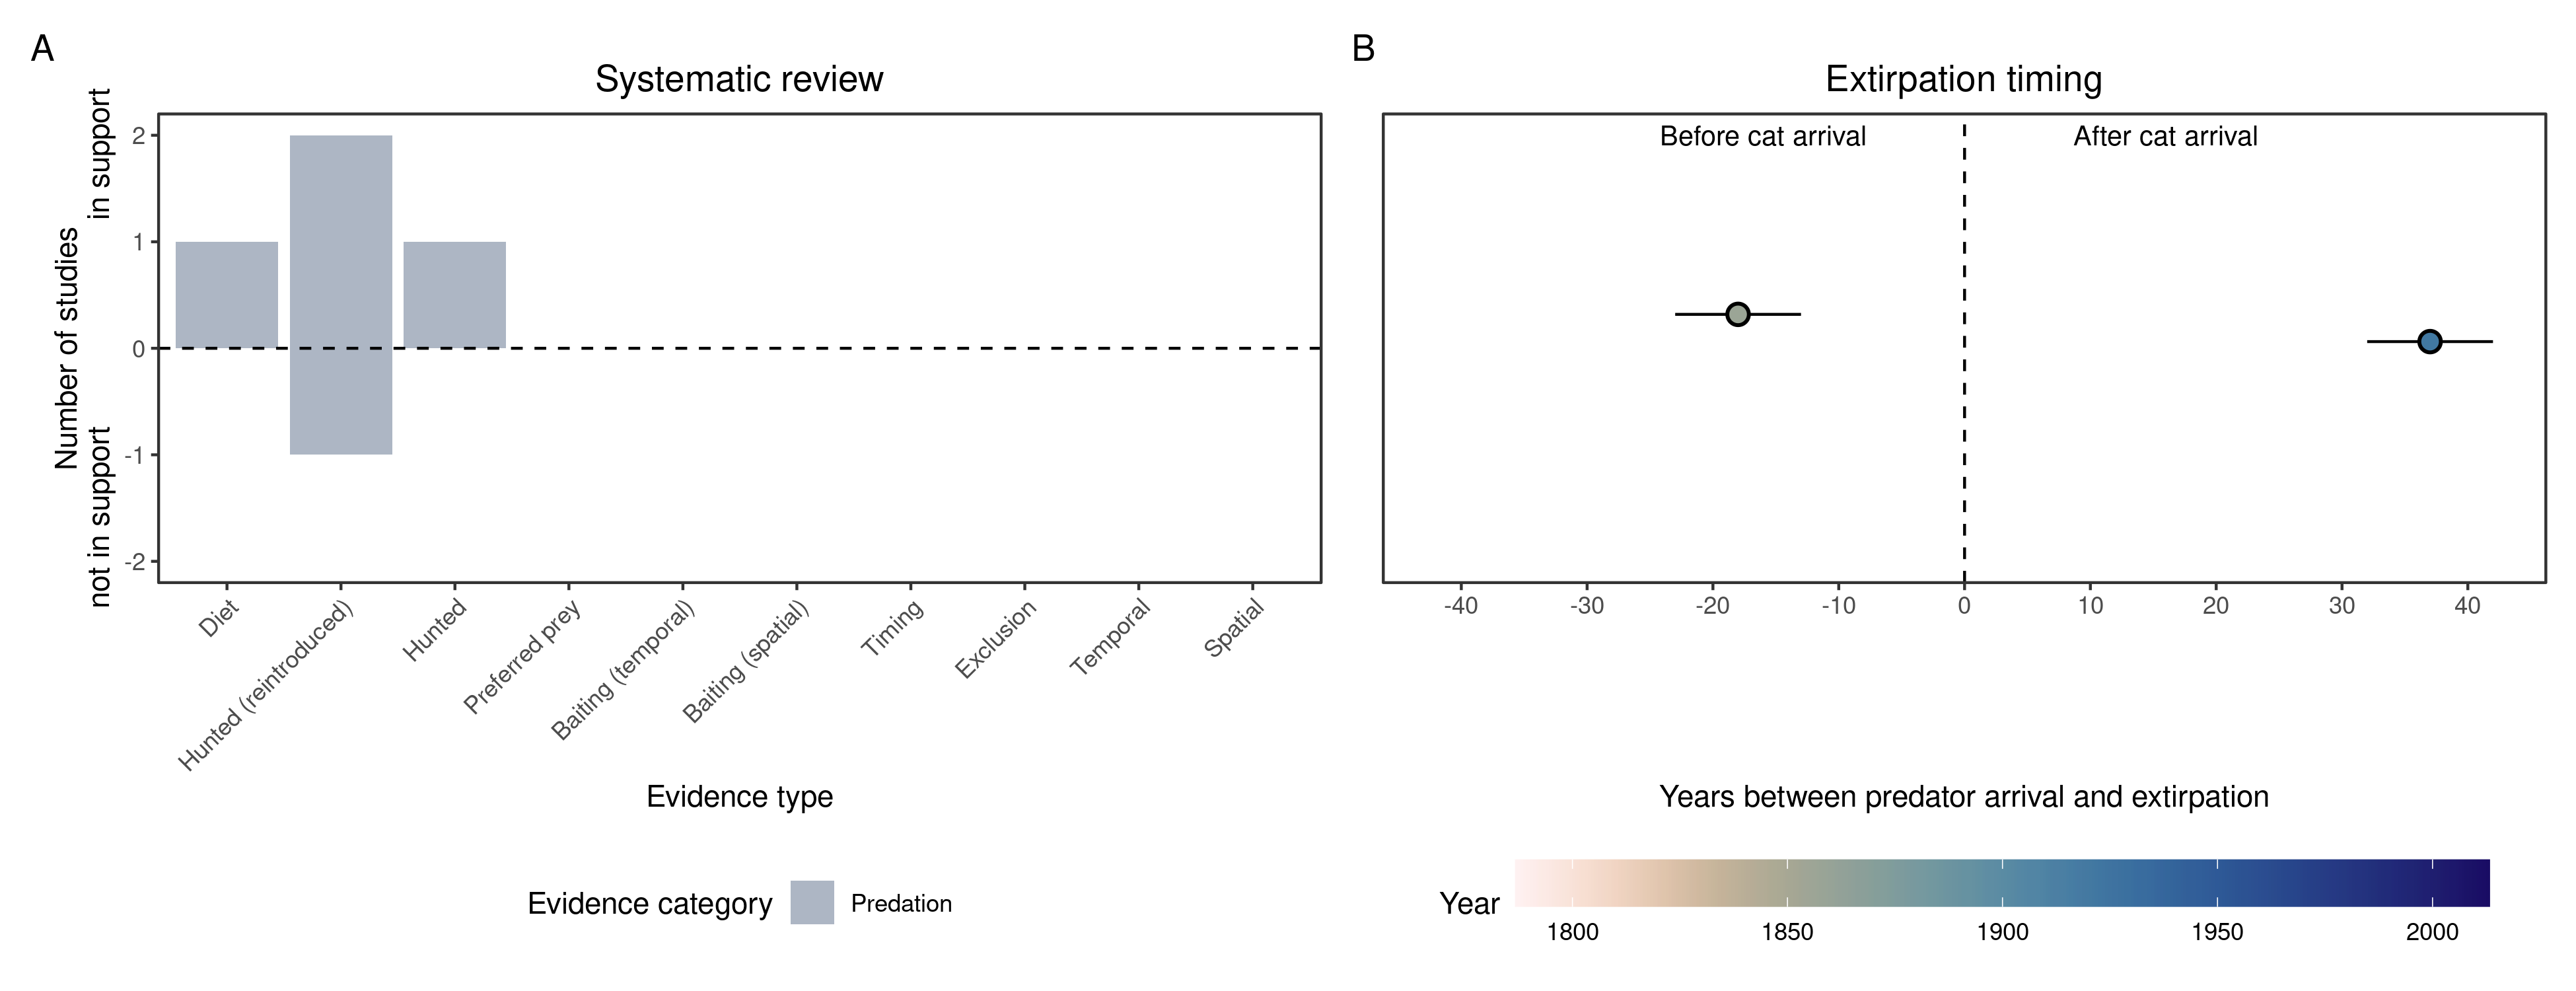 A
Systematic review
Number of studies
in support
not in support
2
1
0
-1
-2
Diet
Hunted (reintroduced)
Hunted
Preferred prey
Baiting (temporal)
Baiting (spatial)
Timing
Exclusion
Temporal
Spatial
Evidence type
Evidence category
Predation
B
Extirpation timing
Before cat arrival
After cat arrival
-40 -30 -20 -10 0 10 20 30 40
Years between predator arrival and extirpation
Year
1800 1850 1900 1950 2000